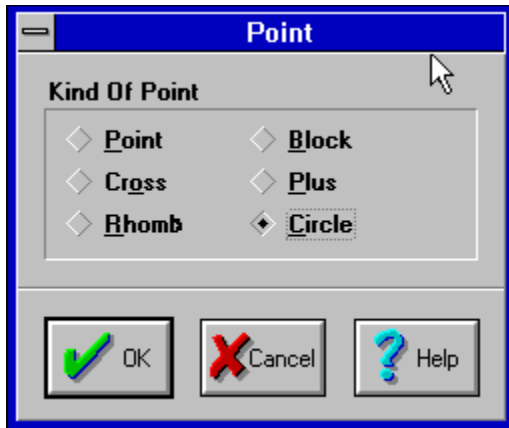 Point
Kind Of Point
Point Block
Cross Plus
Rhomb Circle
OK Cancel Help